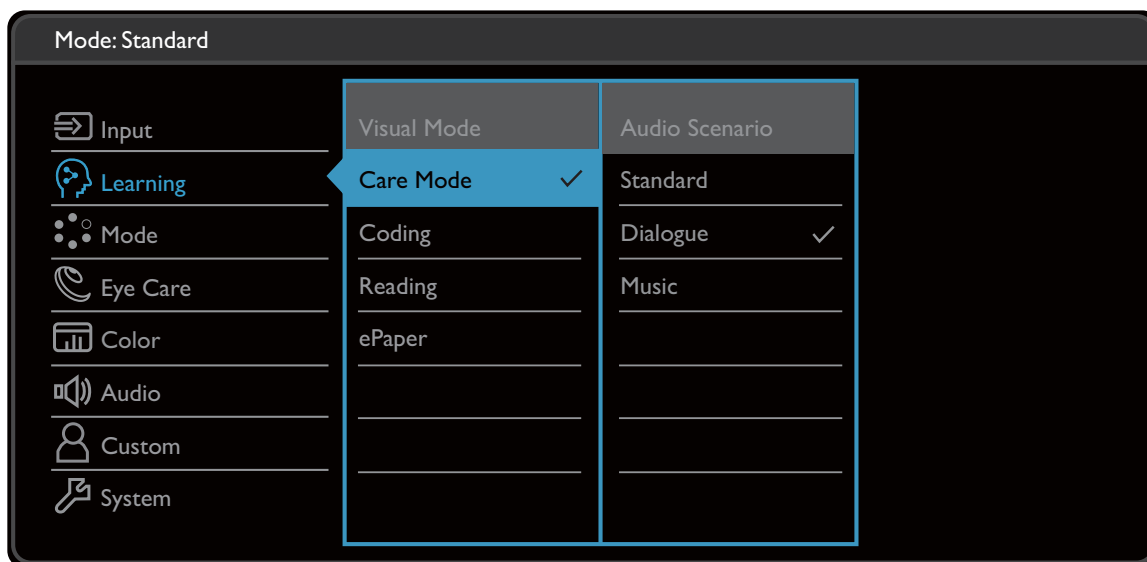 Mode: Standard
Input
Learning
Mode
Eye Care
Color
Audio
Custom
System
Visual Mode
Care Mode
Coding
Reading
ePaper
Audio Scenario
Standard
Dialogue
Music